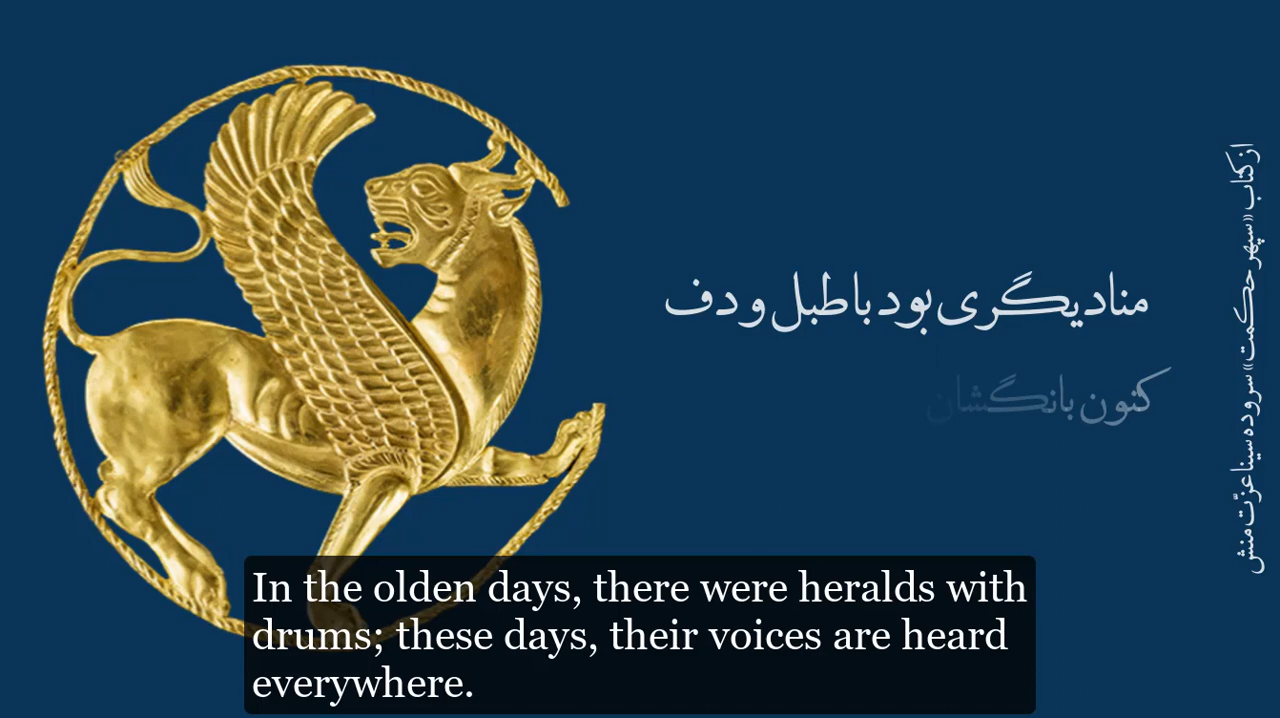 منادیگری بود با طبل و دف
کنون بانگشان
از کتاب «سپهر حکمت» سروده سینا عزّت منش
In the olden days, there were heralds with
drums; these days, their voices are heard
everywhere.